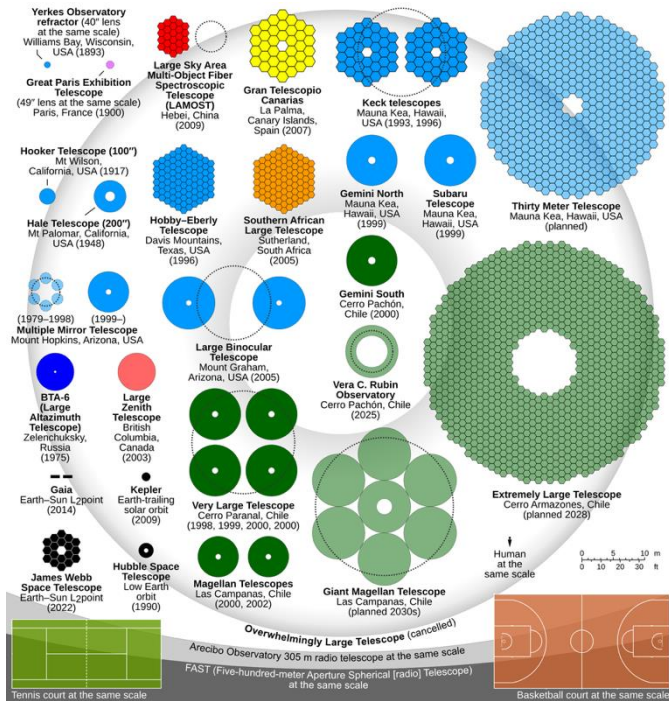 Yerkes Observatory
refractor (40″ lens
at the same scale)
Williams Bay, Wisconsin,
USA (1893)
Great Paris Exhibition
Telescope
(49″ lens at the same scale)
Paris, France (1900)
Large Sky Area
Multi-Object Fiber
Spectroscopic
Telescope
(LAMOST)
Hebei, China
(2009)
Gran Telescopio
Canarias
La Palma,
Canary Islands,
Spain (2007)
Keck telescopes
Mauna Kea, Hawaii,
USA (1993, 1996)
Thirty Meter Telescope
Mauna Kea, Hawaii, USA
(planned)
Hooker Telescope (100″)
Mt Wilson,
California, USA (1917)
Hale Telescope (200″)
Mt Palomar, California,
USA (1948)
Hobby–Eberly
Telescope
Davis Mountains,
Texas, USA
(1996)
Southern African
Large Telescope
Sutherland,
South Africa
(2005)
Gemini North
Mauna Kea,
Hawaii, USA
(1999)
Subaru
Telescope
Mauna Kea,
Hawaii, USA
(1999)
Gemini South
Cerro Pachón,
Chile (2000)
(1979–1998) (1999–)
Multiple Mirror Telescope
Mount Hopkins, Arizona, USA
Large Binocular
Telescope
Mount Graham,
Arizona, USA (2005)
Vera C. Rubin
Observatory
Cerro Pachón, Chile
(2025)
BTA-6
(Large
Altazimuth
Telescope)
Zelenchuksky,
Russia
(1975)
Large
Zenith
Telescope
British
Columbia,
Canada
(2003)
Very Large Telescope
Cerro Paranal, Chile
(1998, 1999, 2000, 2000)
Extremely Large Telescope
Cerro Armazones, Chile
(planned 2028)
Gaia
Earth–Sun L2point
(2014)
Kepler
Earth-trailing
solar orbit
(2009)
James Webb
Space Telescope
Earth–Sun L2point
(2022)
Hubble Space
Telescope
Low Earth
orbit
(1990)
Magellan Telescopes
Las Campanas, Chile
(2000, 2002)
Giant Magellan Telescope
Las Campanas, Chile
(planned 2030s)
Human
at the
same scale
0 5 10 m
0 10 20 30 ft
Overwhelmingly Large Telescope (cancelled)
Arecibo Observatory 305 m radio telescope at the same scale
FAST (Five-hundred-meter Aperture Spherical [radio] Telescope)
at the same scale
Tennis court at the same scale
Basketball court at the same scale